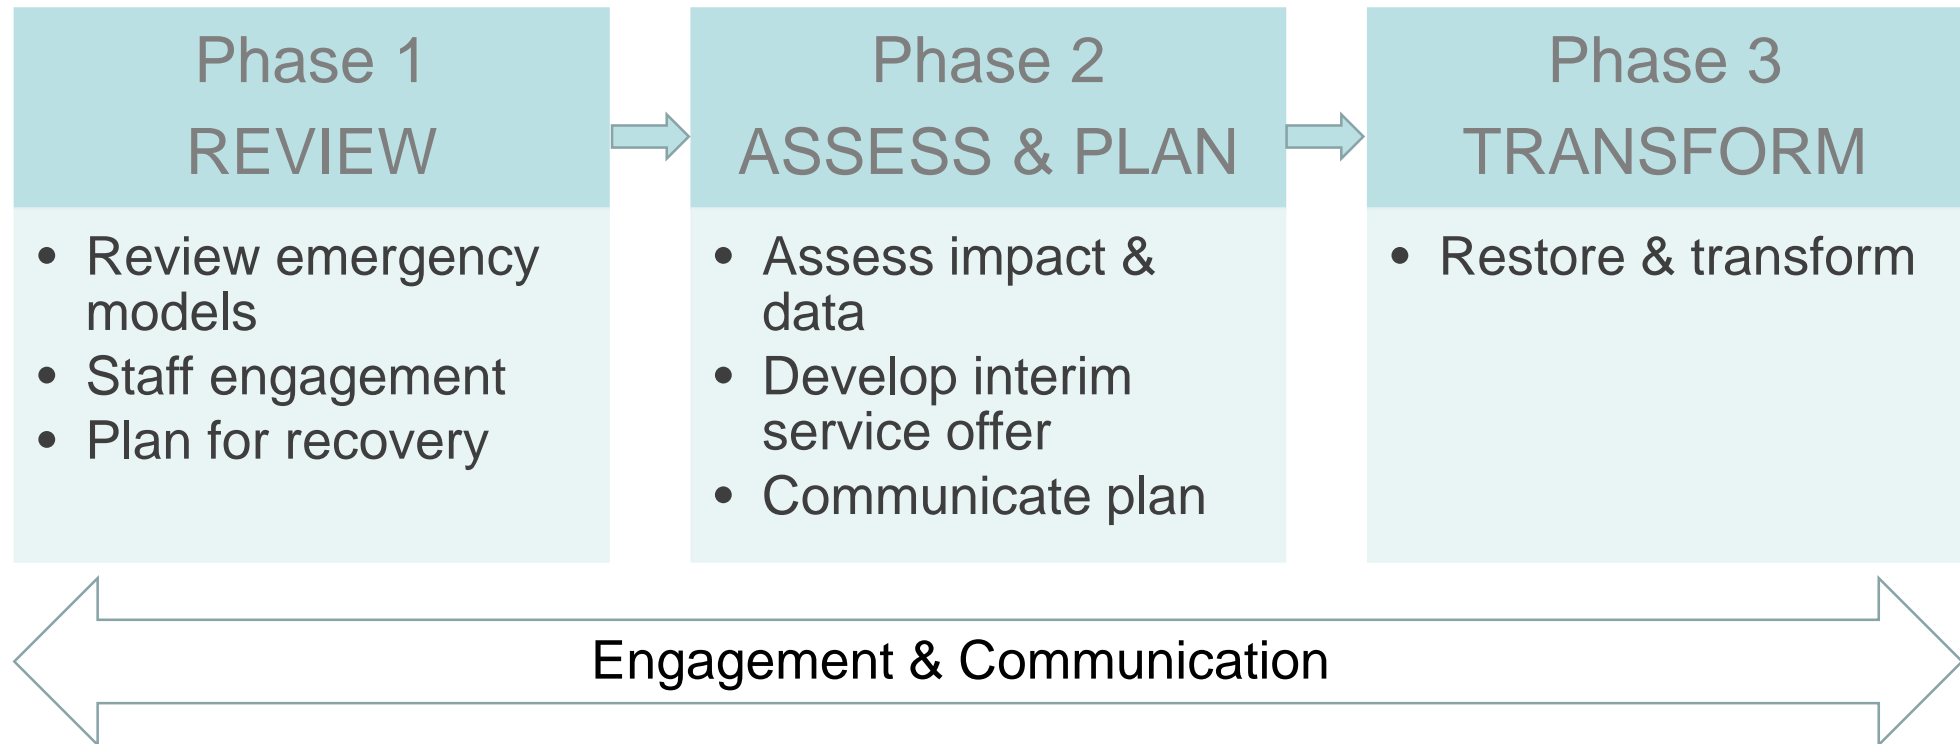 Phase 1
REVIEW
• Review emergency
models
• Staff engagement
• Plan for recovery
Phase 2
ASSESS & PLAN
• Assess impact &
data
• Develop interim
service offer
• Communicate plan
Phase 3
TRANSFORM
• Restore & transform
Engagement & Communication